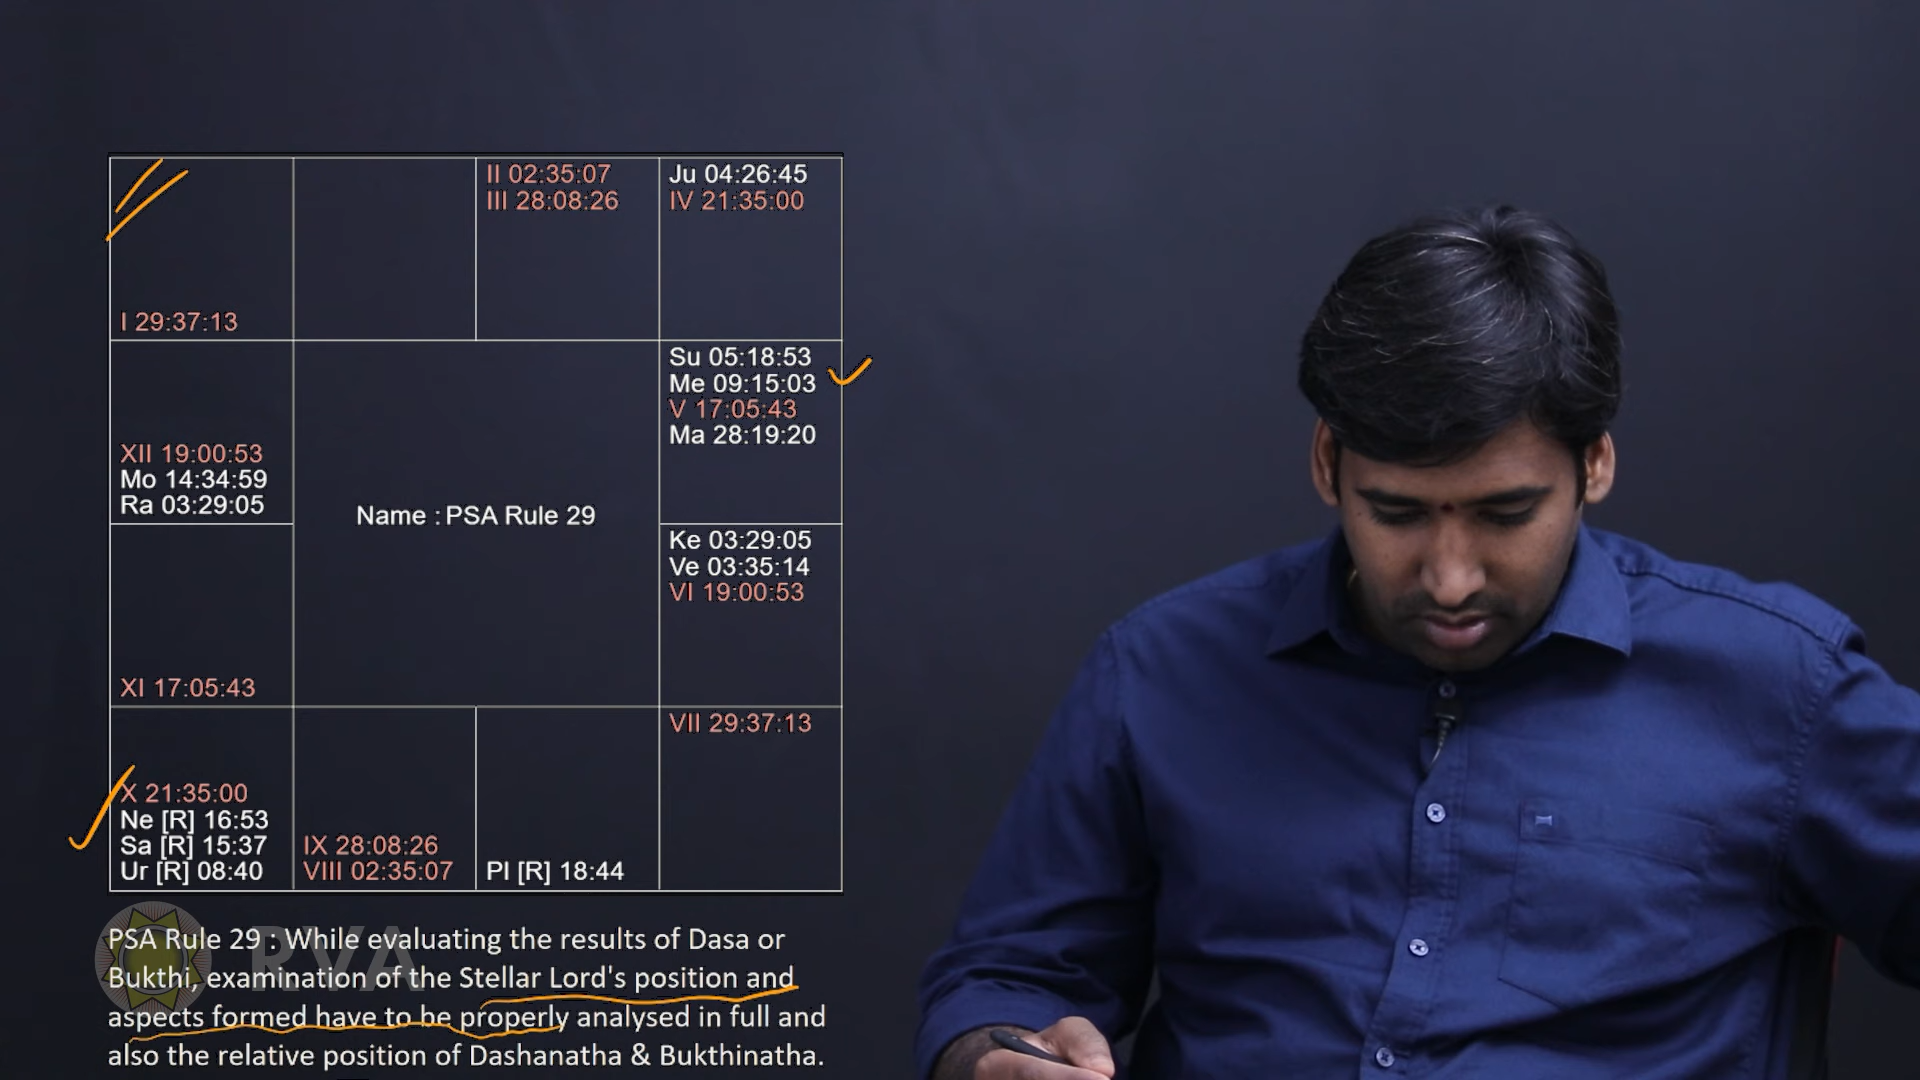 II 02:35:07
III 28:08:26
Ju 04:26:45
IV 21:35:00
I 29:37:13
Su 05:18:53
Me 09:15:03
V 17:05:43
Ma 28:19:20
XII 19:00:53
Mo 14:34:59
Ra 03:29:05
Name : PSA Rule 29
Ke 03:29:05
Ve 03:35:14
VI 19:00:53
XI 17:05:43
VII 29:37:13
X 21:35:00
Ne [R] 16:53
Sa [R] 15:37
Ur [R] 08:40
IX 28:08:26
VIII 02:35:07
Pl [R] 18:44
RVA
PSA Rule 29 : While evaluating the results of Dasa or
Bukthi, examination of the Stellar Lord's position and
aspects formed have to be properly analysed in full and
also the relative position of Dashanatha & Bukthinatha.